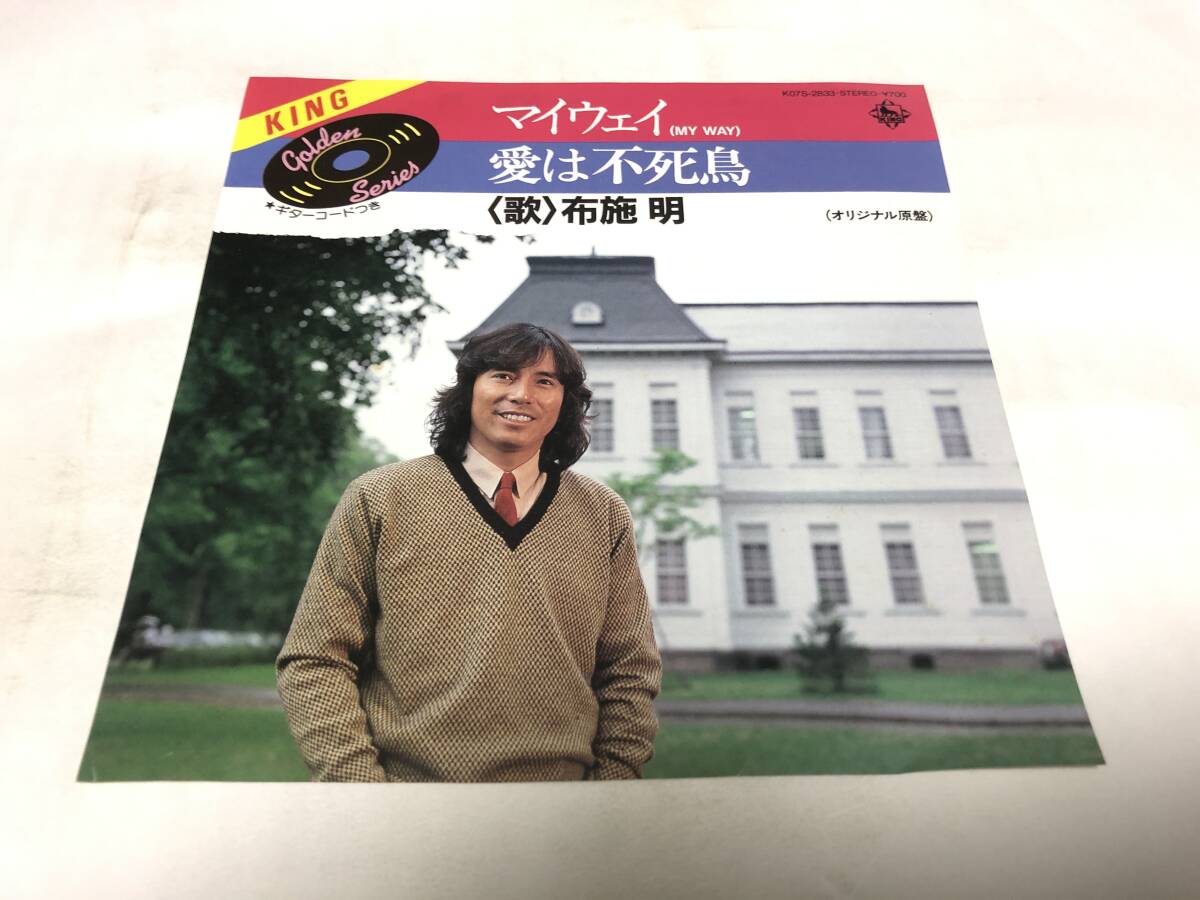 K07S-2833-STEREO-¥700
KING
マイウェイ(MY WAY)
KING
Golden
Series
愛は不死鳥
★ギターコードつき
〈歌〉布施 明
(オリジナル原盤)